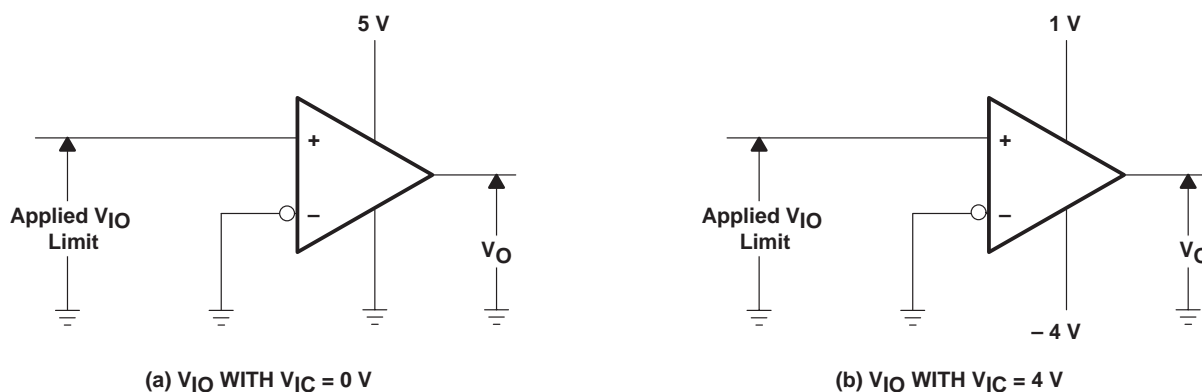 5 V
+
–
Applied VIO
Limit
VO
(a) VIO WITH VIC = 0 V
1 V
+
–
Applied VIO
Limit
VO
– 4 V
(b) VIO WITH VIC = 4 V